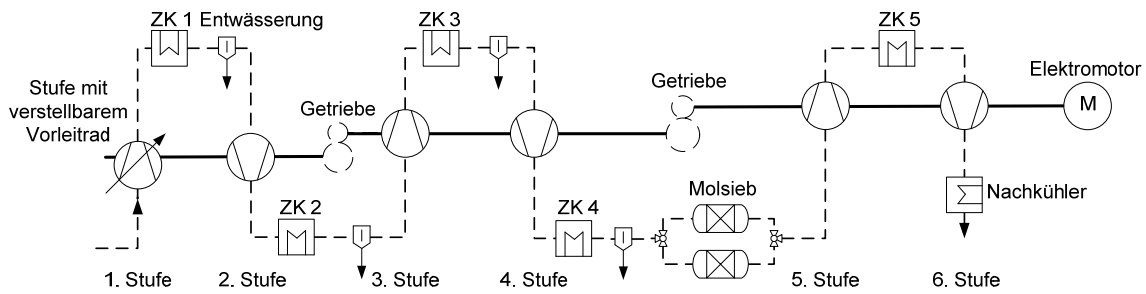 ZK 1 Entwässerung
ZK 3
ZK 5
Stufe mit
verstellbarem
Vorleitrad
Getriebe
Getriebe
Elektromotor
M
ZK 2
ZK 4
Molsieb
Nachkühler
1. Stufe
2. Stufe
3. Stufe
4. Stufe
5. Stufe
6. Stufe